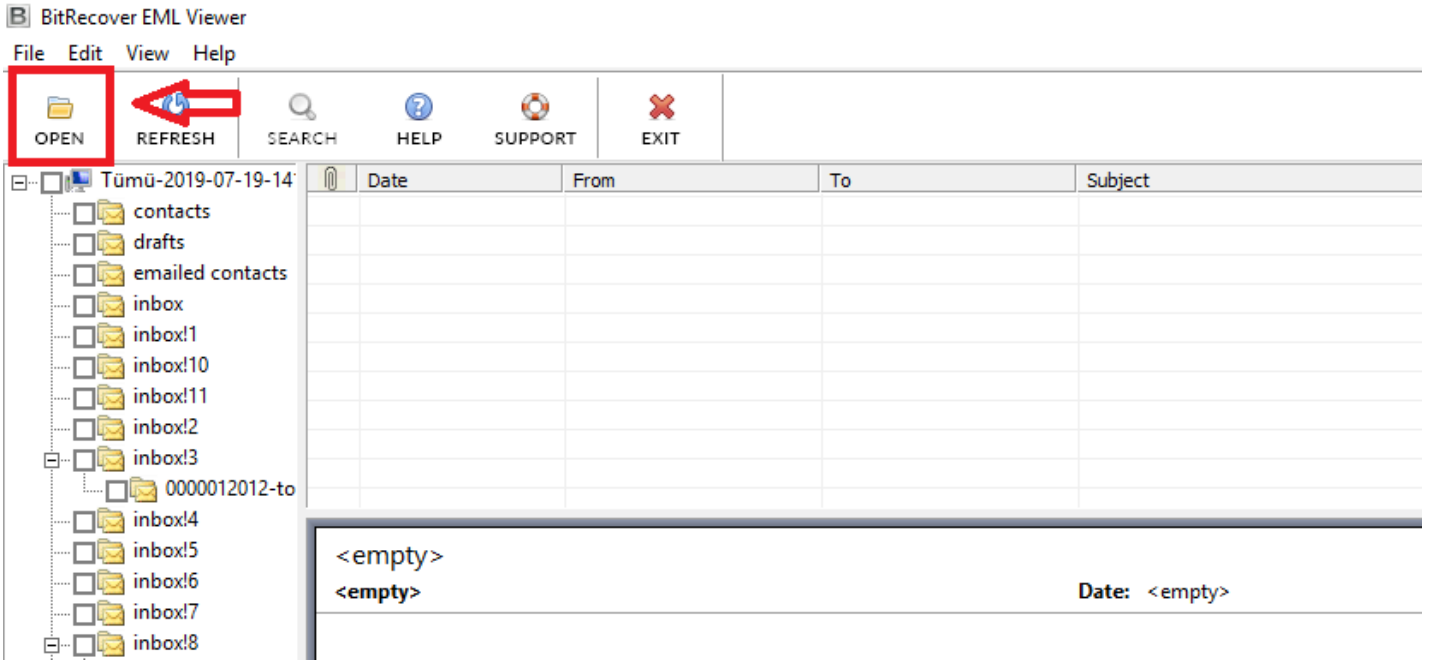 BitRecover EML Viewer
File Edit View Help
OPEN REFRESH SEARCH HELP SUPPORT EXIT
Tümü-2019-07-19-14
contacts
drafts
emailed contacts
inbox
inbox!1
inbox!10
inbox!11
inbox!2
inbox!3
0000012012-to
inbox!4
inbox!5
inbox!6
inbox!7
inbox!8
Date From To Subject
<empty>
<empty> Date: <empty>